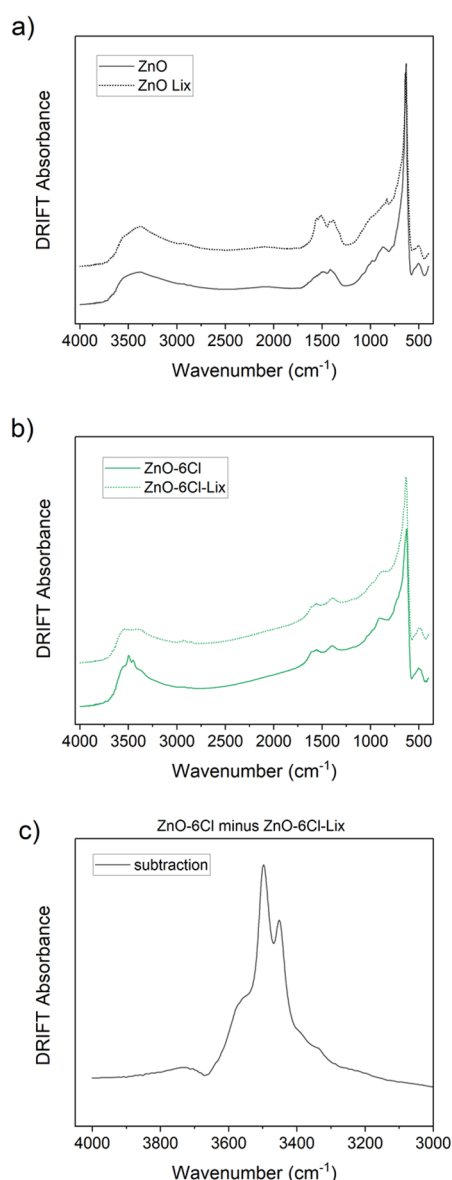 a)
ZnO
ZnO Lix
DRIFT Absorbance
4000 3500 3000 2500 2000 1500 1000 500
Wavenumber (cm⁻¹)
b)
ZnO-6Cl
ZnO-6Cl-Lix
DRIFT Absorbance
4000 3500 3000 2500 2000 1500 1000 500
Wavenumber (cm⁻¹)
c)
ZnO-6Cl minus ZnO-6Cl-Lix
subtraction
DRIFT Absorbance
4000 3800 3600 3400 3200 3000
Wavenumber (cm⁻¹)